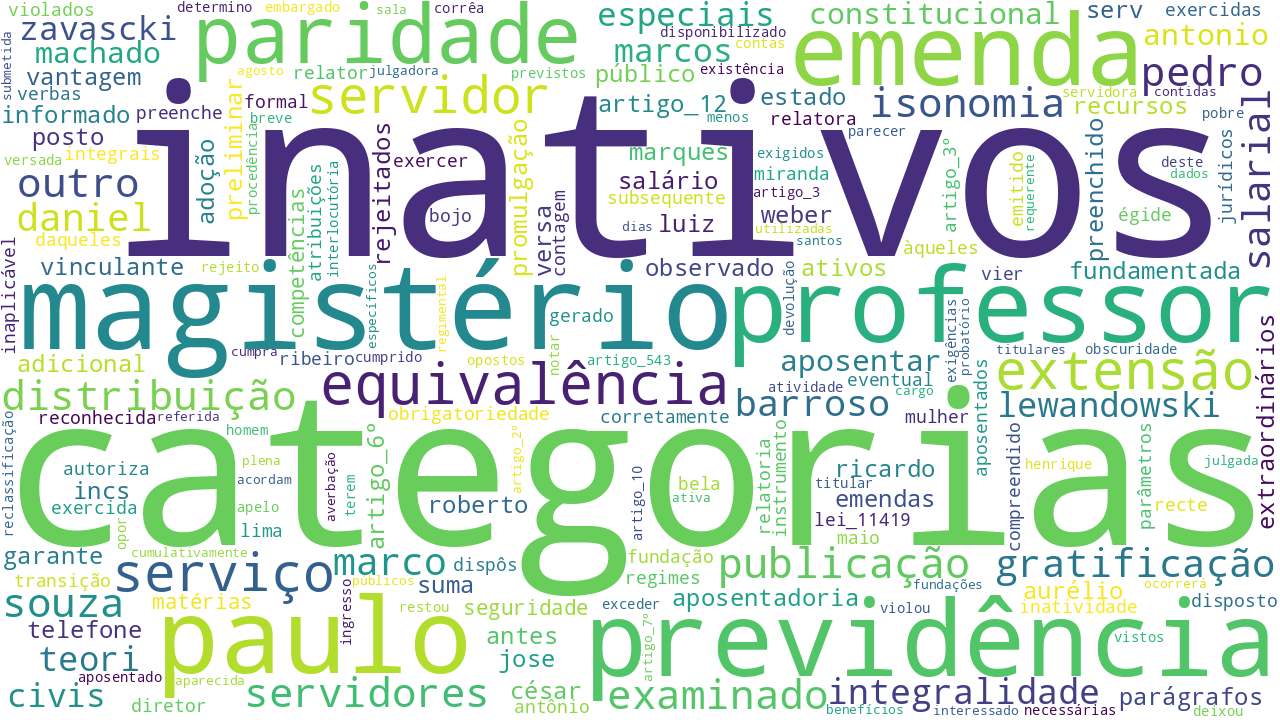 violados
determino
embargado
sala
corrêa
especiais
constitucional
serv
exercidas
zavascki
paridade
disponibilizado
marcos
contas
emenda
antonio
machado
submetida
agosto
relator
julgadora
previstos
público
existência
pedro
vantagem
verbas
preenche
formal
servidor
artigo_12
menos
estado
isonomia
servidora
contidas
recursos
pobre
informado
breve
relatora
parecer
posto
preliminar
procedência
inativos
rejeitados
exercer
promulgação
marques
exigidos
artigo_3º
emitido
requerente
preenchido
deste
dados
jurídicos
salarial
versada
integrais
adoção
atribuições
interlocutória
salário
miranda
artigo_3
outro
subsequente
weber
égide
daniel
bojo
versa
contagem
dias
luiz
utilizadas
santos
àqueles
daqueles
vinculante
rejeito
competências
específicos
regimental
observado
devolução
ativos
vier
fundamentada
inaplicável
magistério
gerado
professor
exigências
probatório
adicional
cumpra
ribeiro
cumprido
opostos
notar
artigo_543
aposentar
titulares
obscuridade
distribuição
equivalência
atividade
eventual
cargo
aposentados
extensão
extraordinários
reconhecida
referida
obrigatoriedade
corretamente
barroso
mulher
lewandowski
reclassificação
homem
categorias
artigo_6º
artigo_2º
autoriza
plena
averbação
terem
incs
acordam
exercida
apelo
opor
lima
roberto
artigo_10
bela
ativa
relatoria
instrumento
ricardo
titular
emendas
lei_11419
maio
compreendido
henrique
parâmetros
julgada
recte
garante
cumulativamente
transição
serviço
marco
dispôs
fundação
regimes
publicação
fundações
gratificação
ocorrerá
souza
matérias
ingresso
públicos
suma
restou
seguridade
exceder
aposentadoria
violou
aurélio
inatividade
disposto
telefone
paulo
antes
artigo_7º
previdência
vistos
teori
jose
aposentado
aparecida
civis
diretor
servidores
césar
antônio
examinado
benefícios
integralidade
interessado
necessárias
parágrafos
deixou